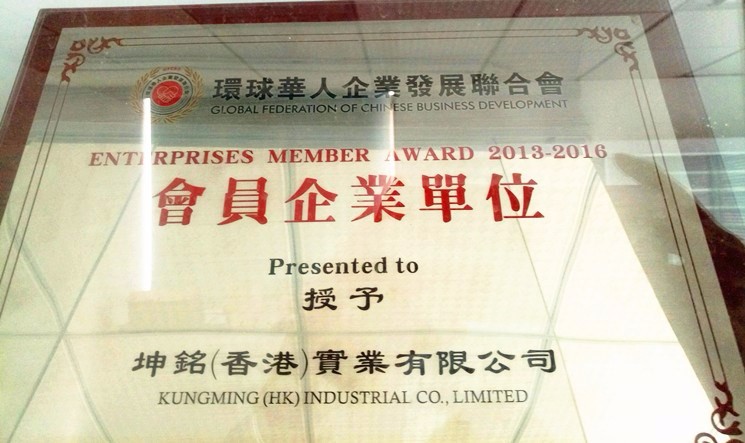 環球華人企業發展聯合會
GLOBAL FEDERATION OF CHINESE BUSINESS DEVELOPMENT
ENTERPRISES MEMBER AWARD 2013-2016
會員企業單位
Presented to
授予
坤銘(香港)實業有限公司
KUNGMING (HK) INDUSTRIAL CO., LIMITED